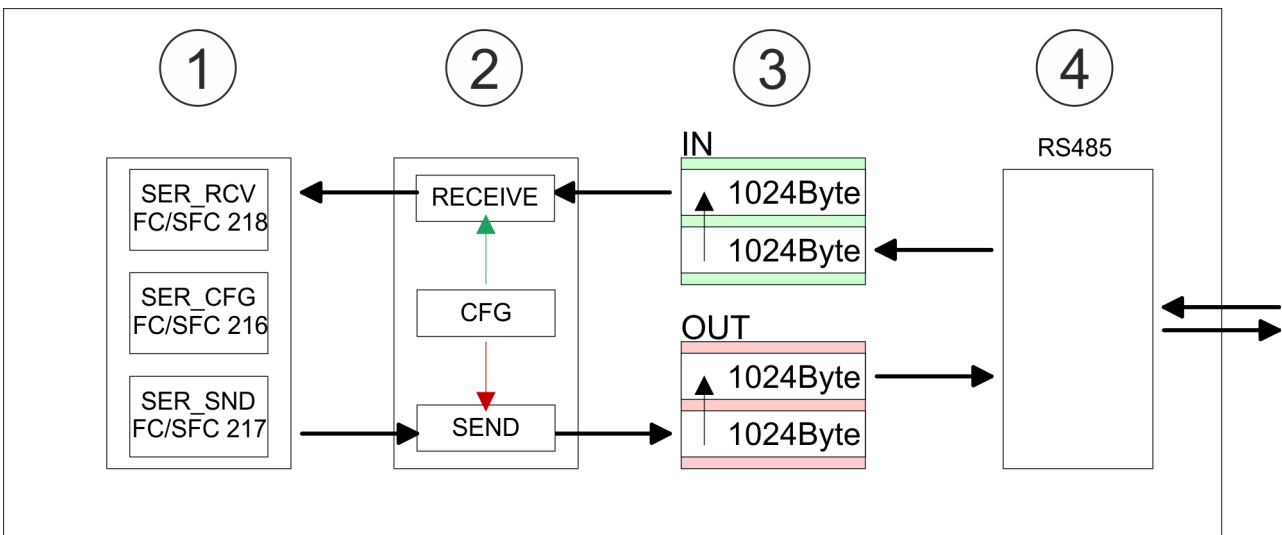 1
2
3
4
SER_RCV
FC/SFC 218
SER_CFG
FC/SFC 216
SER_SND
FC/SFC 217
RECEIVE
CFG
SEND
IN
1024Byte
1024Byte
OUT
1024Byte
1024Byte
RS485